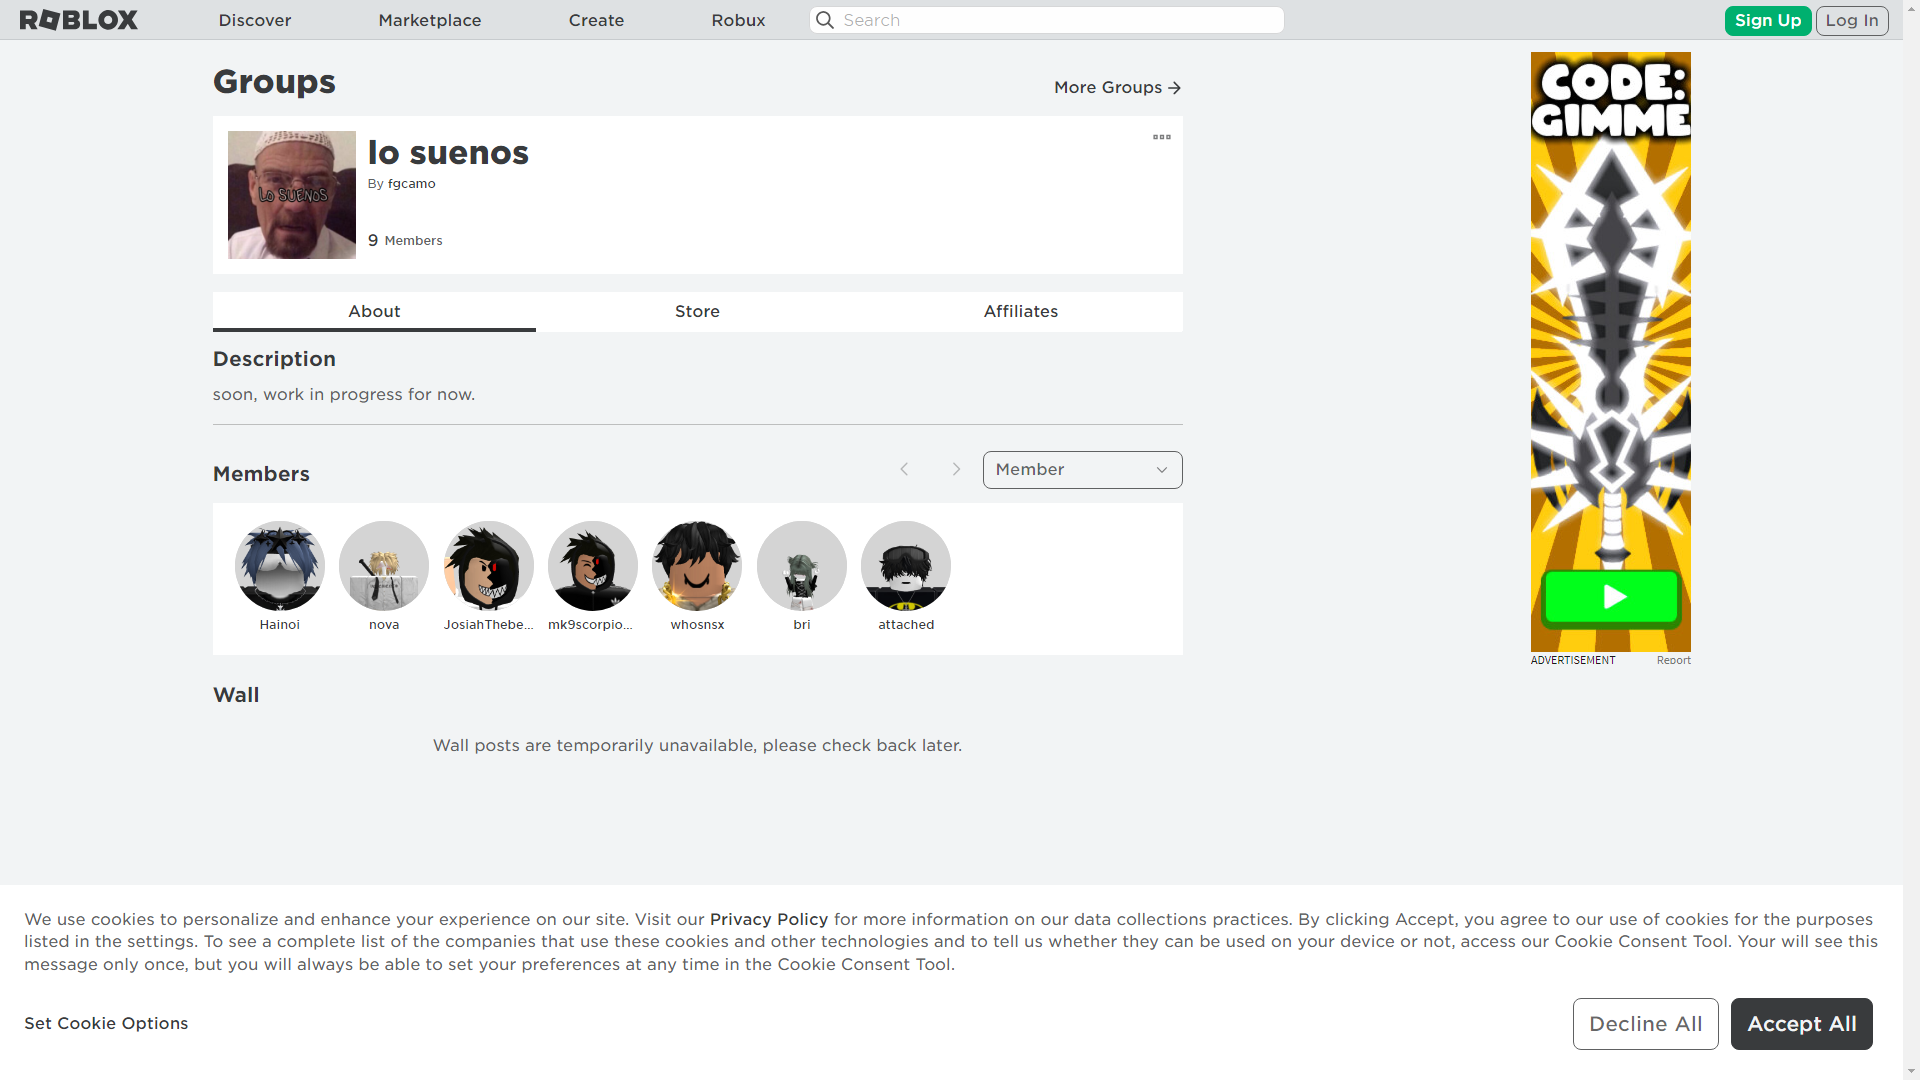 ROBLOX
Discover
Marketplace
Create
Robux
Search
Sign Up
Log In
Groups
More Groups
LO SUENOS
lo suenos
By fgcamo
9 Members
About
Store
Affiliates
Description
soon, work in progress for now.
Members
Member
Hainoi
nova
JosiahThebe...
mk9scorpio...
whosnsx
bri
attached
Wall
Wall posts are temporarily unavailable, please check back later.
CODE:
GIMME
ADVERTISEMENT
Report
We use cookies to personalize and enhance your experience on our site. Visit our Privacy Policy for more information on our data collections practices. By clicking Accept, you agree to our use of cookies for the purposes
listed in the settings. To see a complete list of the companies that use these cookies and other technologies and to tell us whether they can be used on your device or not, access our Cookie Consent Tool. Your will see this
message only once, but you will always be able to set your preferences at any time in the Cookie Consent Tool.
Set Cookie Options
Decline All
Accept All